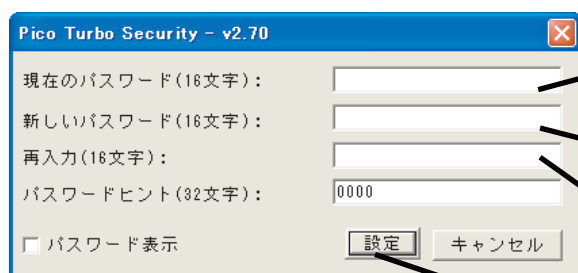 Pico Turbo Security - v2.70
現在のパスワード(16文字):
新しいパスワード(16文字):
再入力(16文字):
パスワードヒント(32文字): 0000
パスワード表示 設定 キャンセル